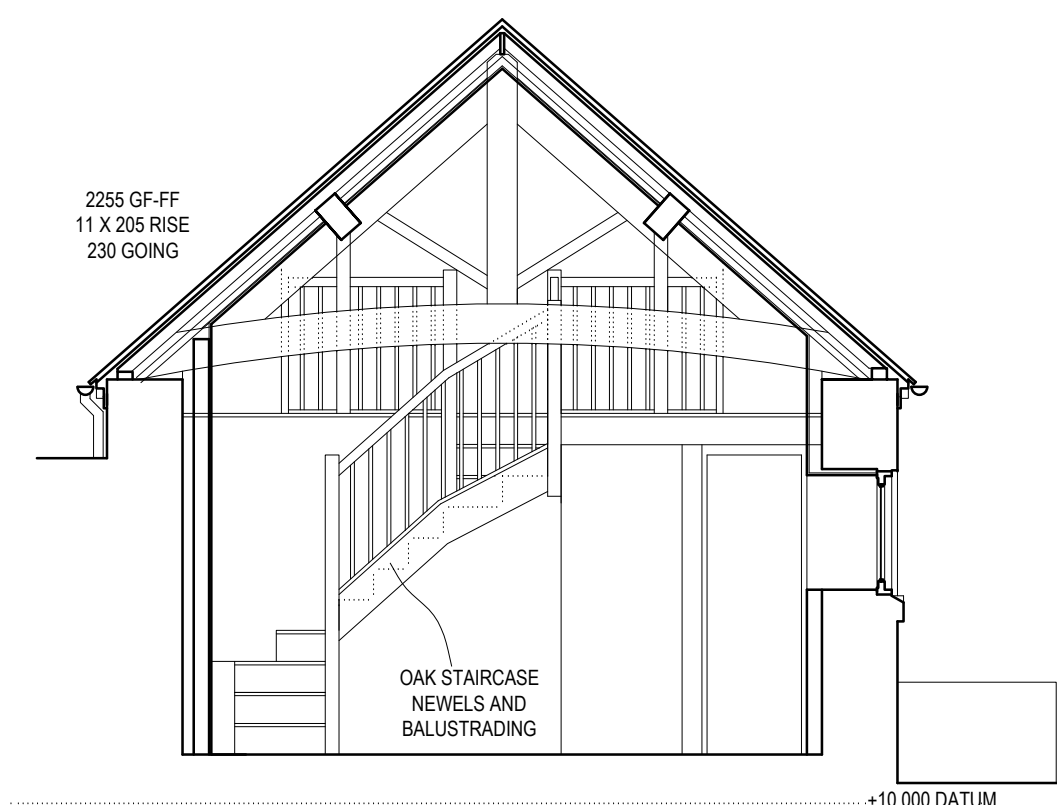 2255 GF-FF
11 X 205 RISE
230 GOING
OAK STAIRCASE
NEWELS AND
BALUSTRADING
+10 000 DATUM